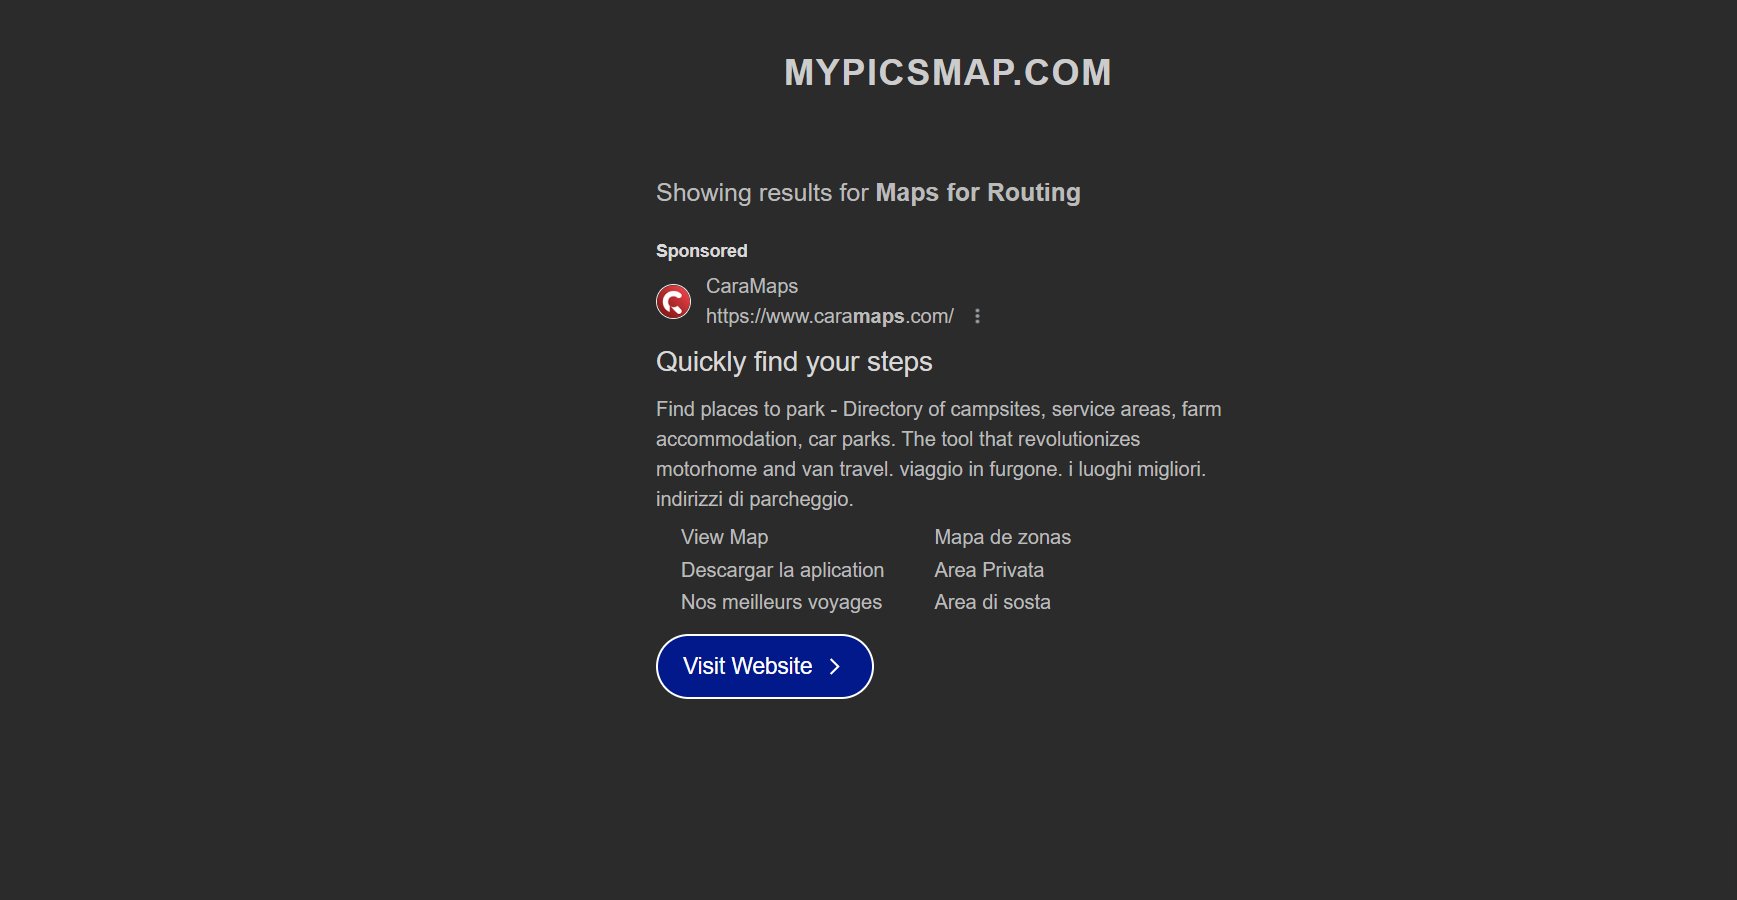 MYPICSMAP.COM
Showing results for Maps for Routing
Sponsored
CaraMaps
https://www.caramaps.com/
Quickly find your steps
Find places to park - Directory of campsites, service areas, farm
accommodation, car parks. The tool that revolutionizes
motorhome and van travel. viaggio in furgone. i luoghi migliori.
indirizzi di parcheggio.
View Map
Mapa de zonas
Descargar la aplication
Area Privata
Nos meilleurs voyages
Area di sosta
Visit Website